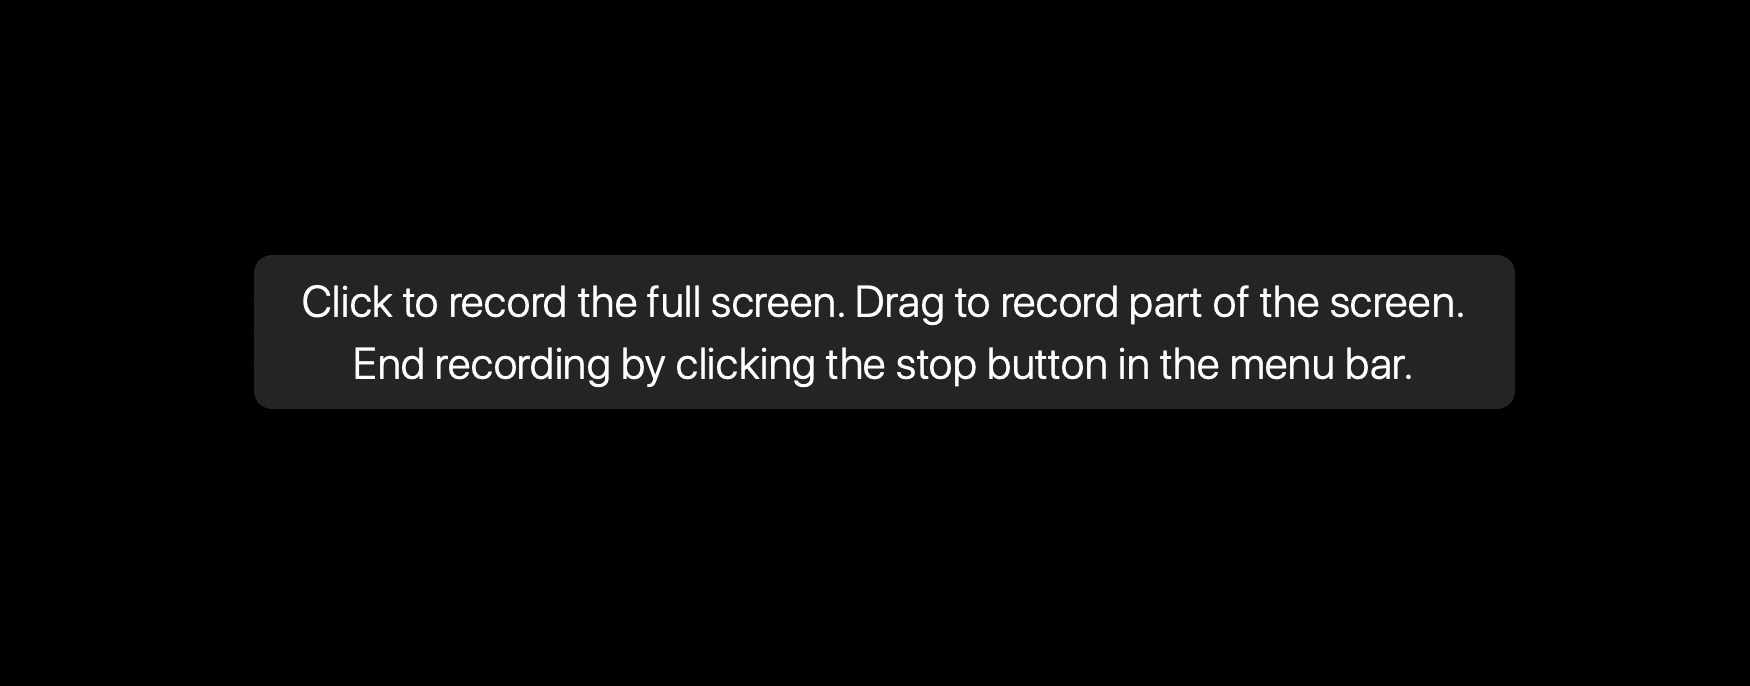 Click to record the full screen. Drag to record part of the screen.
End recording by clicking the stop button in the menu bar.